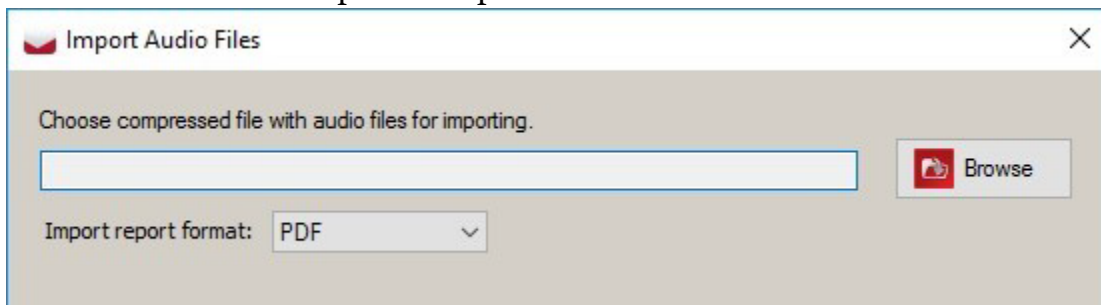 Import Audio Files
Choose compressed file with audio files for importing.
Browse
Import report format: PDF